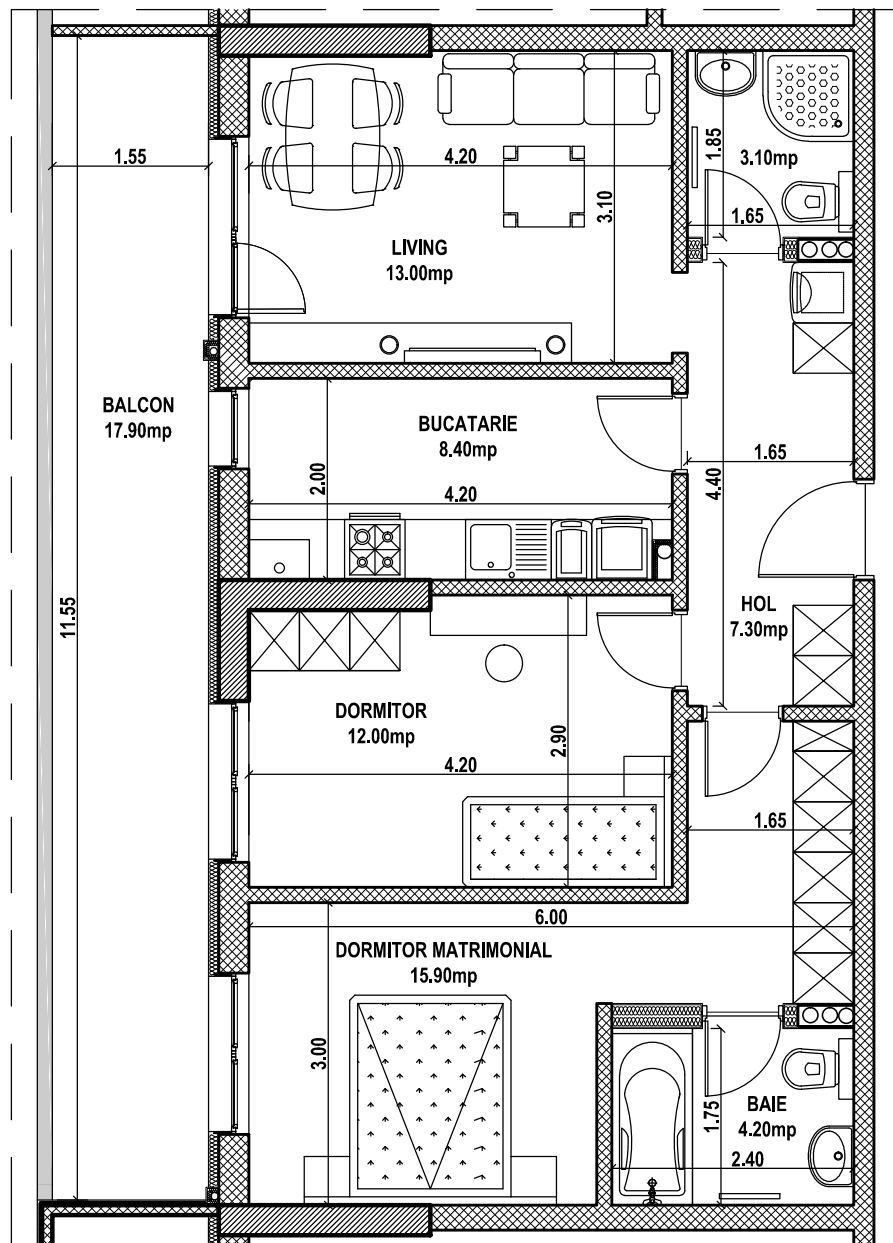 1.55
4.20
3.10
1.85
3.10mp
1.65
LIVING
13.00mp
BALCON
17.90mp
BUCATARIE
8.40mp
2.00
4.20
4.40
1.65
11.55
HOL
7.30mp
DORMITOR
12.00mp
2.90
4.20
1.65
6.00
DORMITOR MATRIMONIAL
15.90mp
3.00
1.75
BAIE
4.20mp
2.40